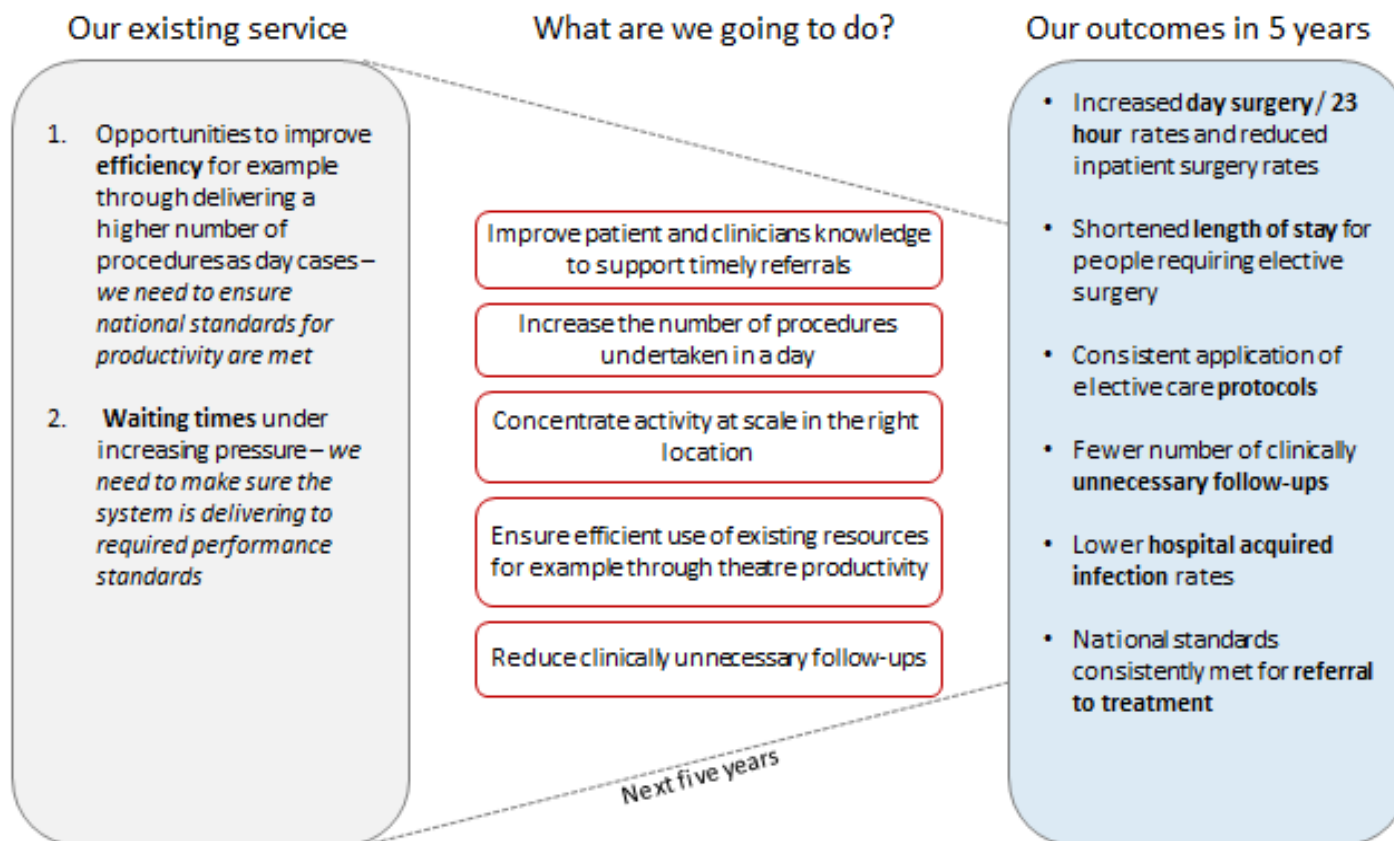 Our existing service
1. Opportunities to improve
efficiency for example
through delivering a
higher number of
procedures as day cases –
we need to ensure
national standards for
productivity are met
2. Waiting times under
increasing pressure – we
need to make sure the
system is delivering to
required performance
standards
What are we going to do?
Improve patient and clinicians knowledge
to support timely referrals
Increase the number of procedures
undertaken in a day
Concentrate activity at scale in the right
location
Ensure efficient use of existing resources
for example through theatre productivity
Reduce clinically unnecessary follow-ups
Next five years
Our outcomes in 5 years
• Increased day surgery / 23
hour rates and reduced
inpatient surgery rates
• Shortened length of stay for
people requiring elective
surgery
• Consistent application of
elective care protocols
• Fewer number of clinically
unnecessary follow-ups
• Lower hospital acquired
infection rates
• National standards
consistently met for referral
to treatment